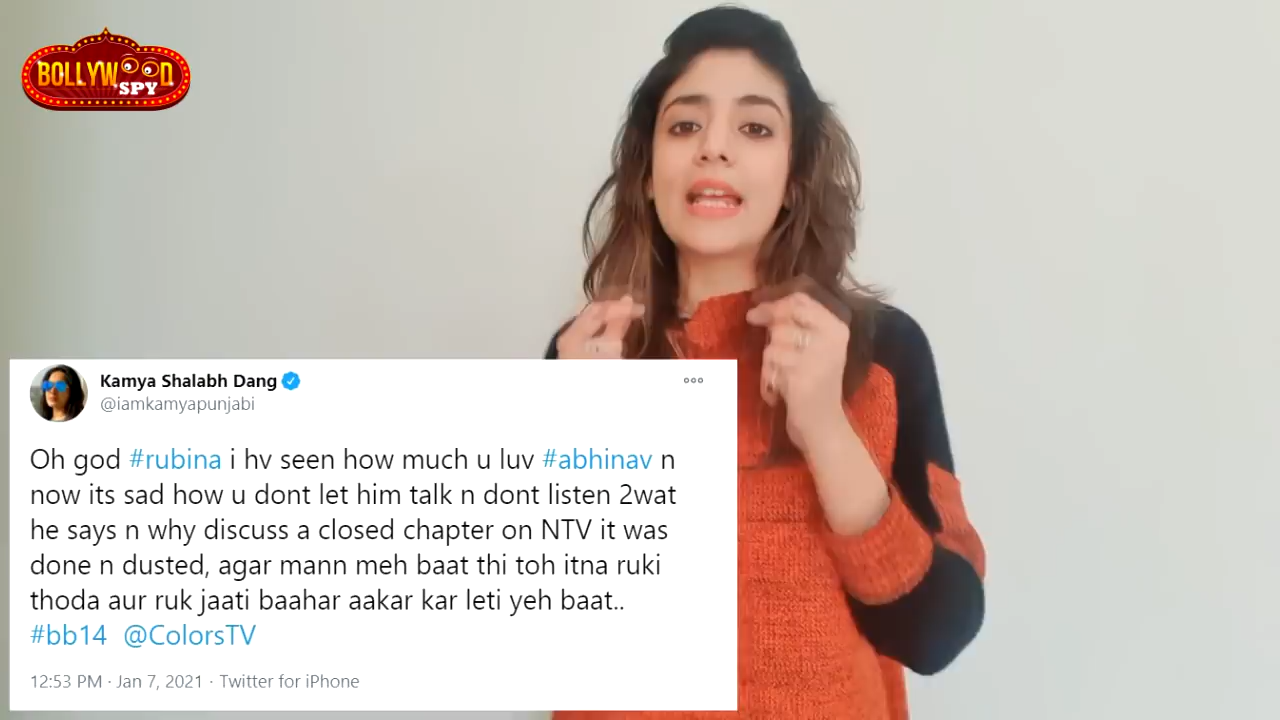 BOLLYWOOD
SPY
Kamya Shalabh Dang
@iamkamyapunjabi
Oh god #rubina i hv seen how much u luv #abhinav n
now its sad how u dont let him talk n dont listen 2wat
he says n why discuss a closed chapter on NTV it was
done n dusted, agar mann meh baat thi toh itna ruki
thoda aur ruk jaati baahar aakar kar leti yeh baat..
#bb14 @ColorsTV
12:53 PM · Jan 7, 2021 · Twitter for iPhone